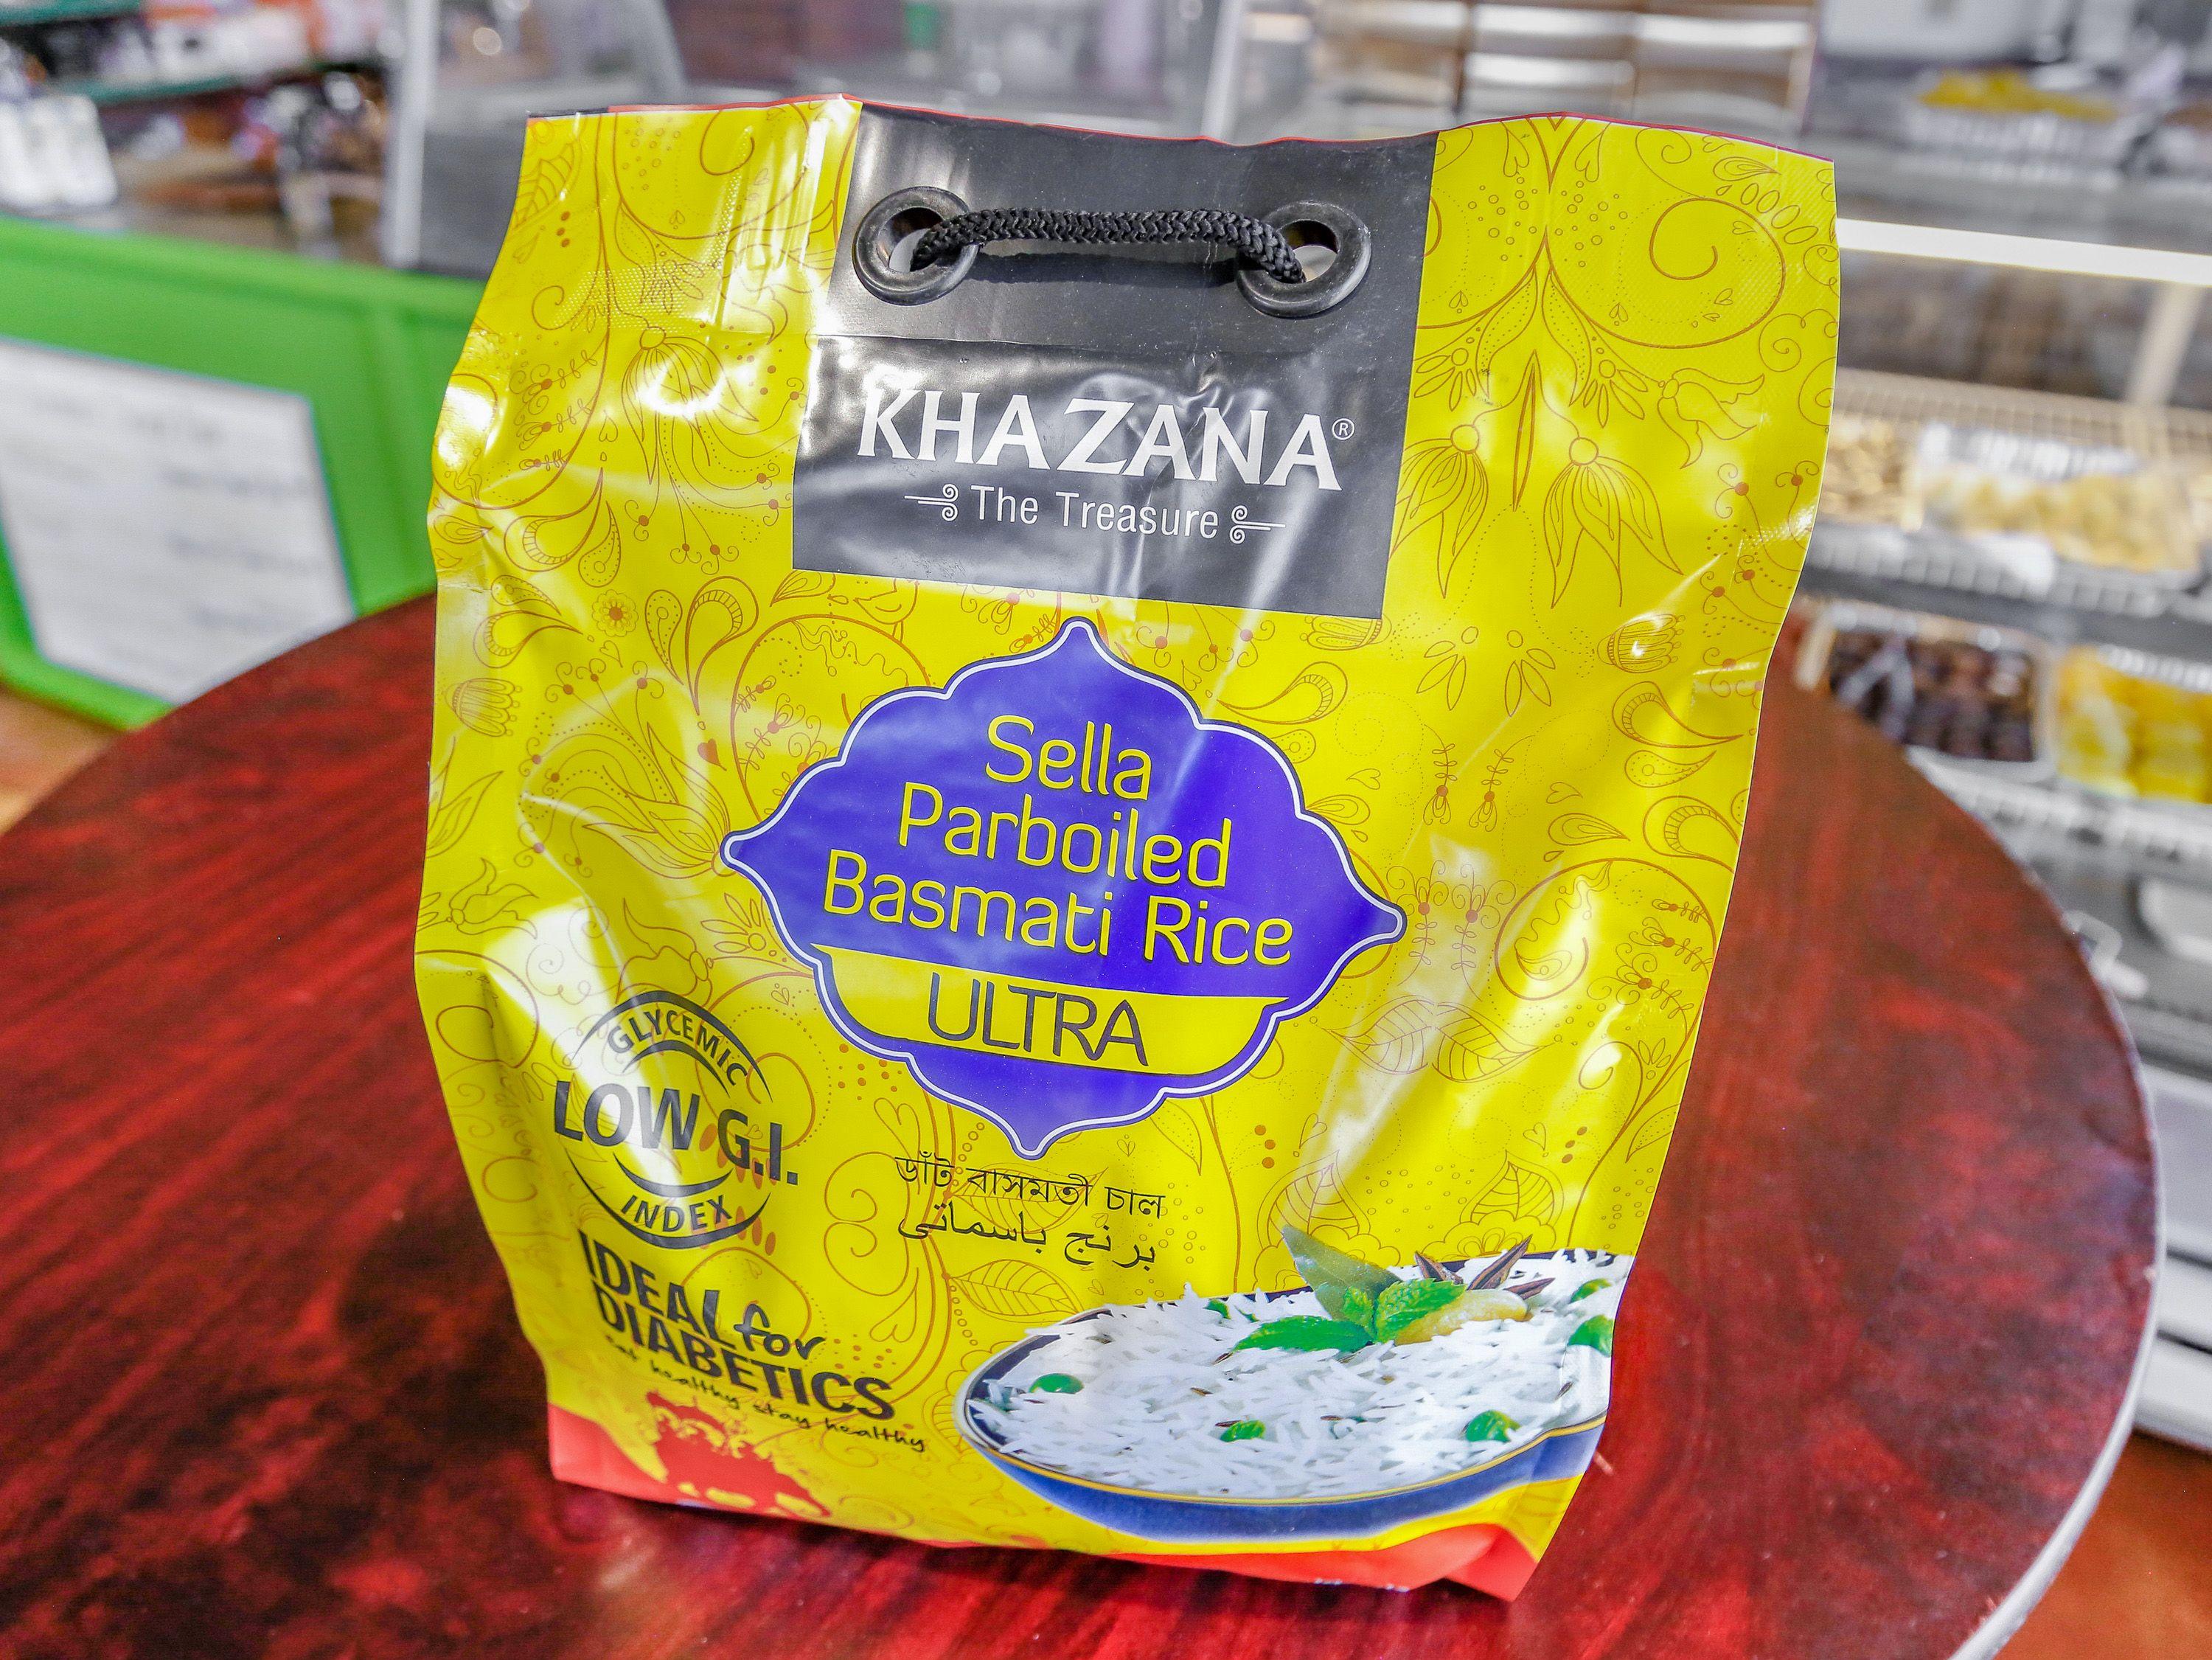 KHAZANA®
The Treasure
Sella
Parboiled
Basmati Rice
ULTRA
GLYCEMIC
LOW G.I.
INDEX
ডাঁট বাসমতী চাল
برنج باسماتی
IDEAL for
DIABETICS
eat healthy stay healthy